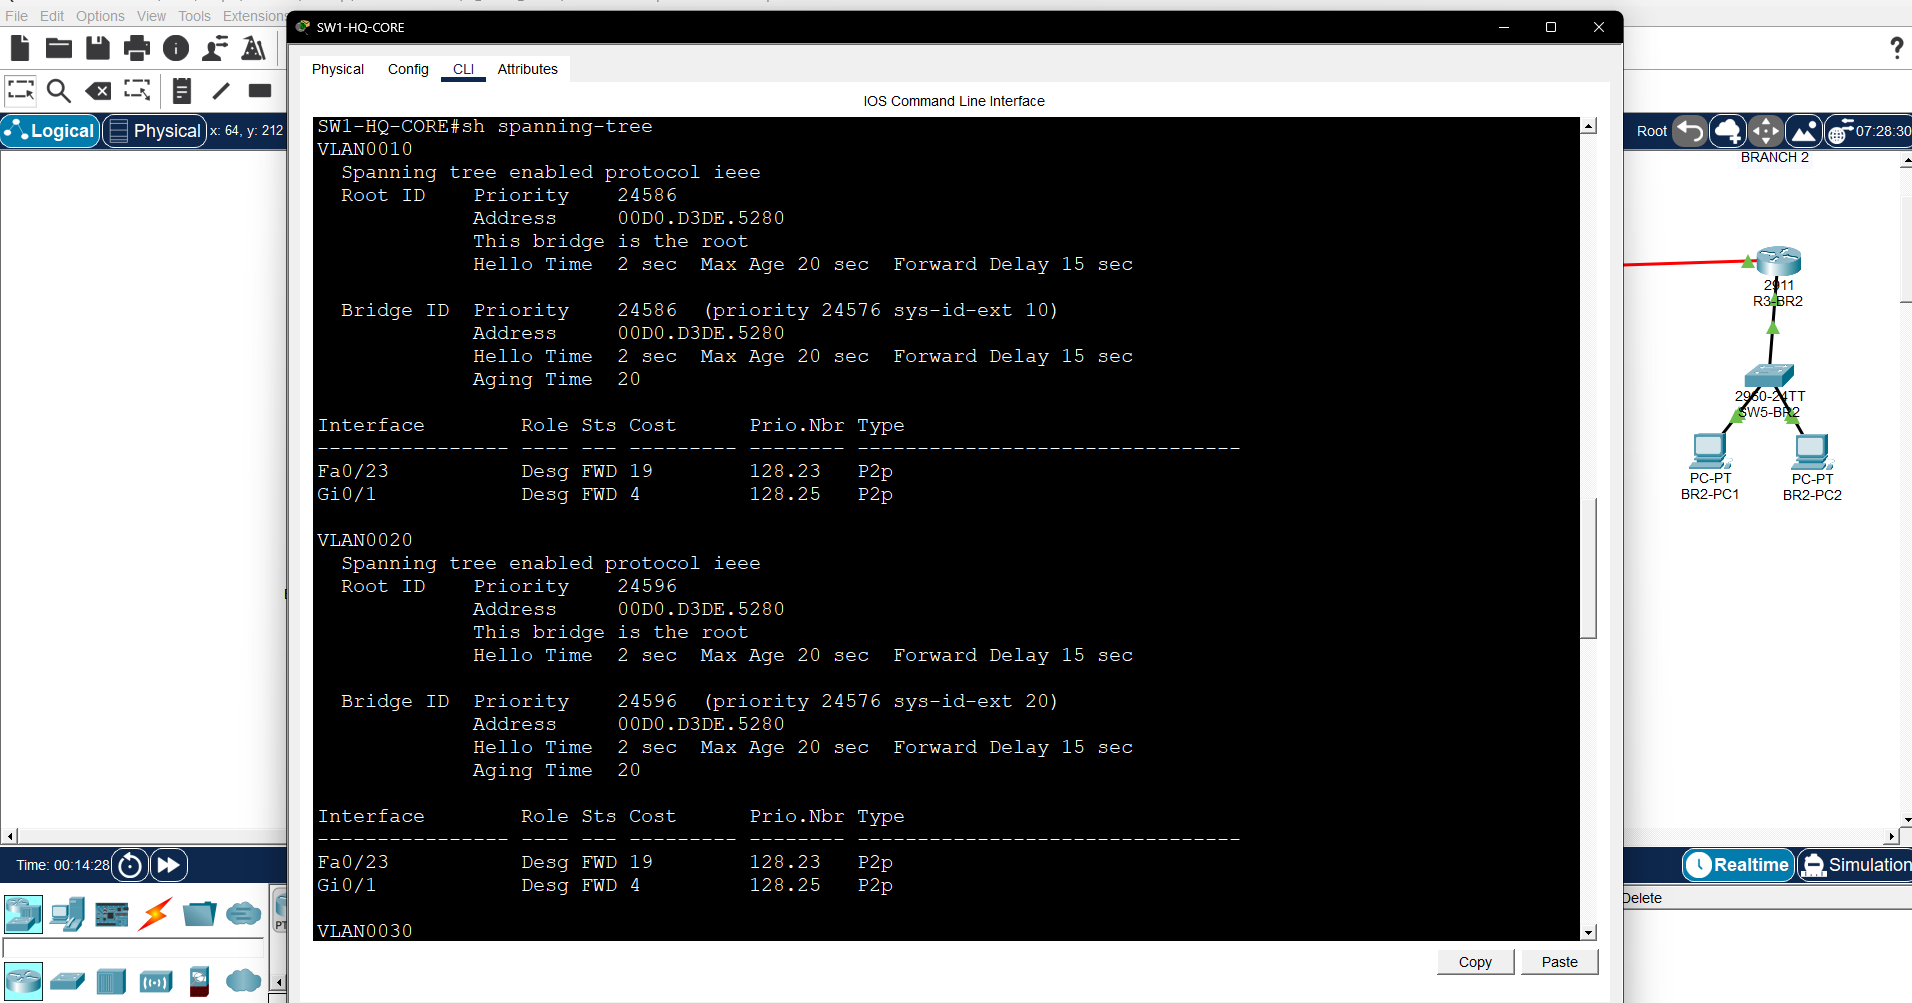 File Edit Options View Tools Extensions
SW1-HQ-CORE
Physical Config CLI Attributes
IOS Command Line Interface
Logical Physical x: 64, y: 212
Root 07:28:30
SW1-HQ-CORE#sh spanning-tree
VLAN0010
Spanning tree enabled protocol ieee
Root ID Priority 24586
Address 00D0.D3DE.5280
This bridge is the root
Hello Time 2 sec Max Age 20 sec Forward Delay 15 sec
Bridge ID Priority 24586 (priority 24576 sys-id-ext 10)
Address 00D0.D3DE.5280
Hello Time 2 sec Max Age 20 sec Forward Delay 15 sec
Aging Time 20
Interface Role Sts Cost Prio.Nbr Type
---------------- ---- --- --------- -------- --------------------------------
Fa0/23 Desg FWD 19 128.23 P2p
Gi0/1 Desg FWD 4 128.25 P2p
VLAN0020
Spanning tree enabled protocol ieee
Root ID Priority 24596
Address 00D0.D3DE.5280
This bridge is the root
Hello Time 2 sec Max Age 20 sec Forward Delay 15 sec
Bridge ID Priority 24596 (priority 24576 sys-id-ext 20)
Address 00D0.D3DE.5280
Hello Time 2 sec Max Age 20 sec Forward Delay 15 sec
Aging Time 20
Interface Role Sts Cost Prio.Nbr Type
---------------- ---- --- --------- -------- --------------------------------
Fa0/23 Desg FWD 19 128.23 P2p
Gi0/1 Desg FWD 4 128.25 P2p
VLAN0030
Copy Paste
BRANCH 2
2911
R3-BR2
2960-24TT
SW5-BR2
PC-PT
BR2-PC1
PC-PT
BR2-PC2
Time: 00:14:28
Realtime Simulation
Delete
PT